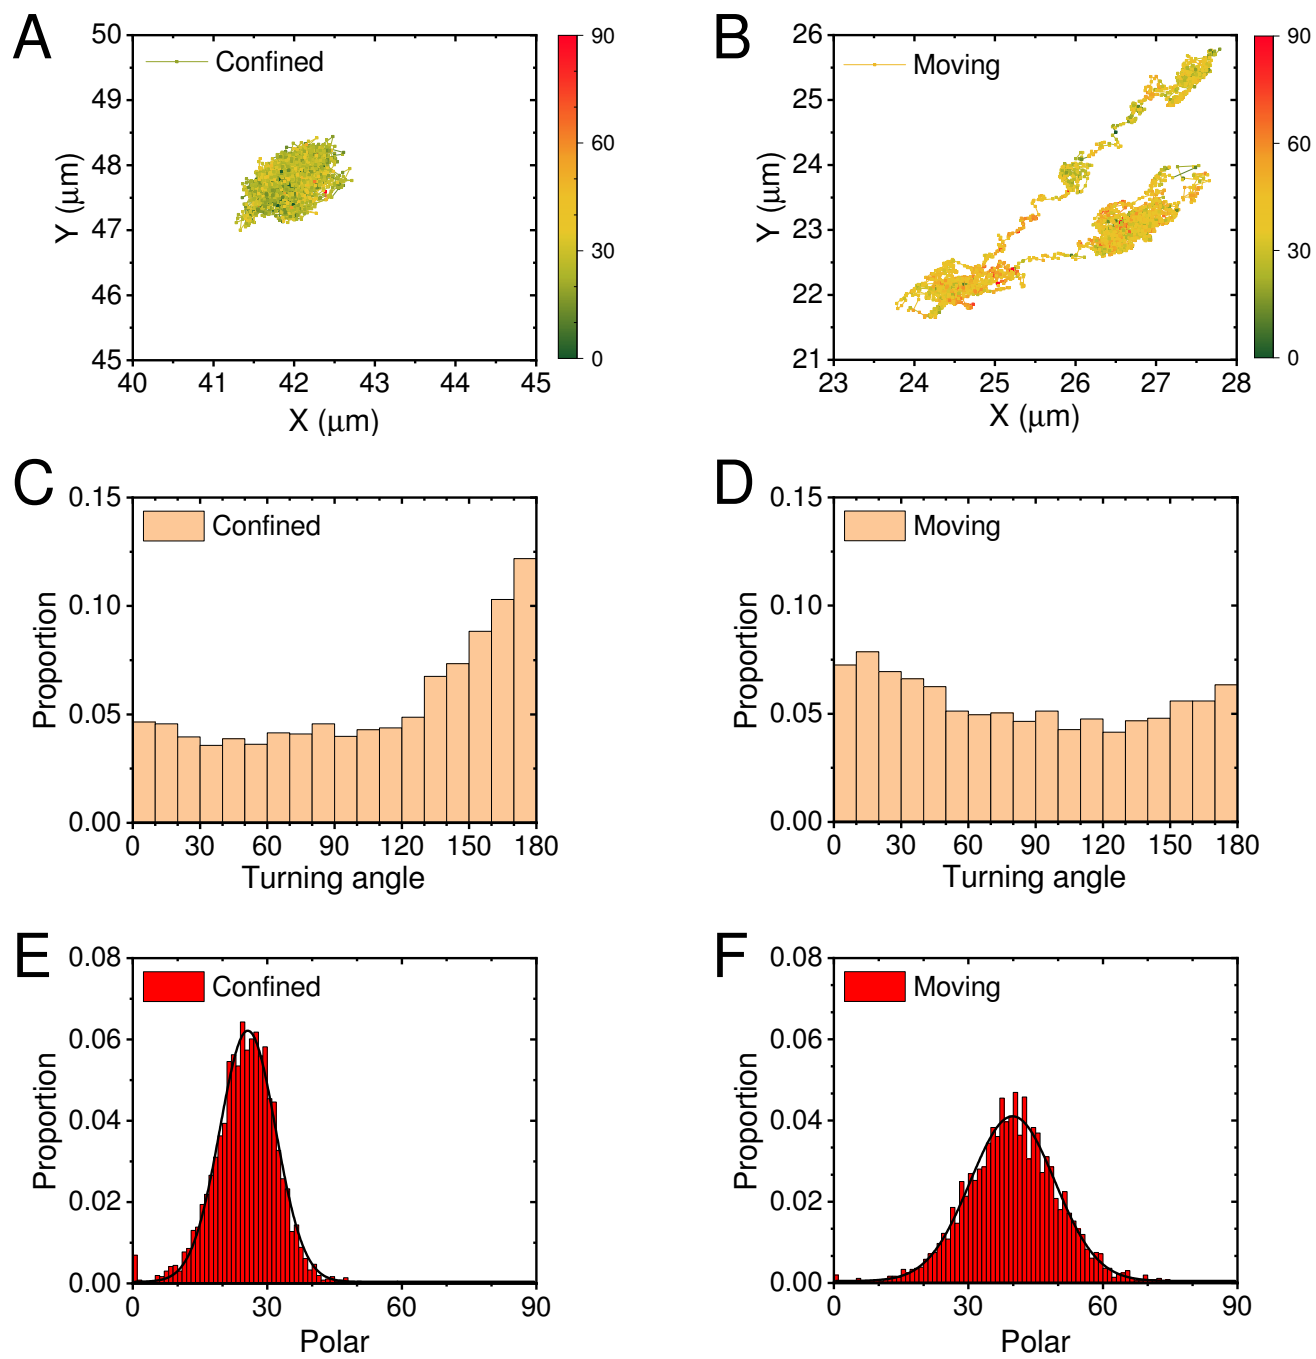 A
50
49
48
47
46
45
Y (μm)
Confined
40 41 42 43 44 45
X (μm)
90
60
30
0
B
26
25
24
23
22
21
Y (μm)
Moving
23 24 25 26 27 28
X (μm)
90
60
30
0
C
0.15
0.10
0.05
0.00
Proportion
Confined
0 30 60 90 120 150 180
Turning angle
D
0.15
0.10
0.05
0.00
Proportion
Moving
0 30 60 90 120 150 180
Turning angle
E
0.08
0.06
0.04
0.02
0.00
Proportion
Confined
0 30 60 90
Polar
F
0.08
0.06
0.04
0.02
0.00
Proportion
Moving
0 30 60 90
Polar